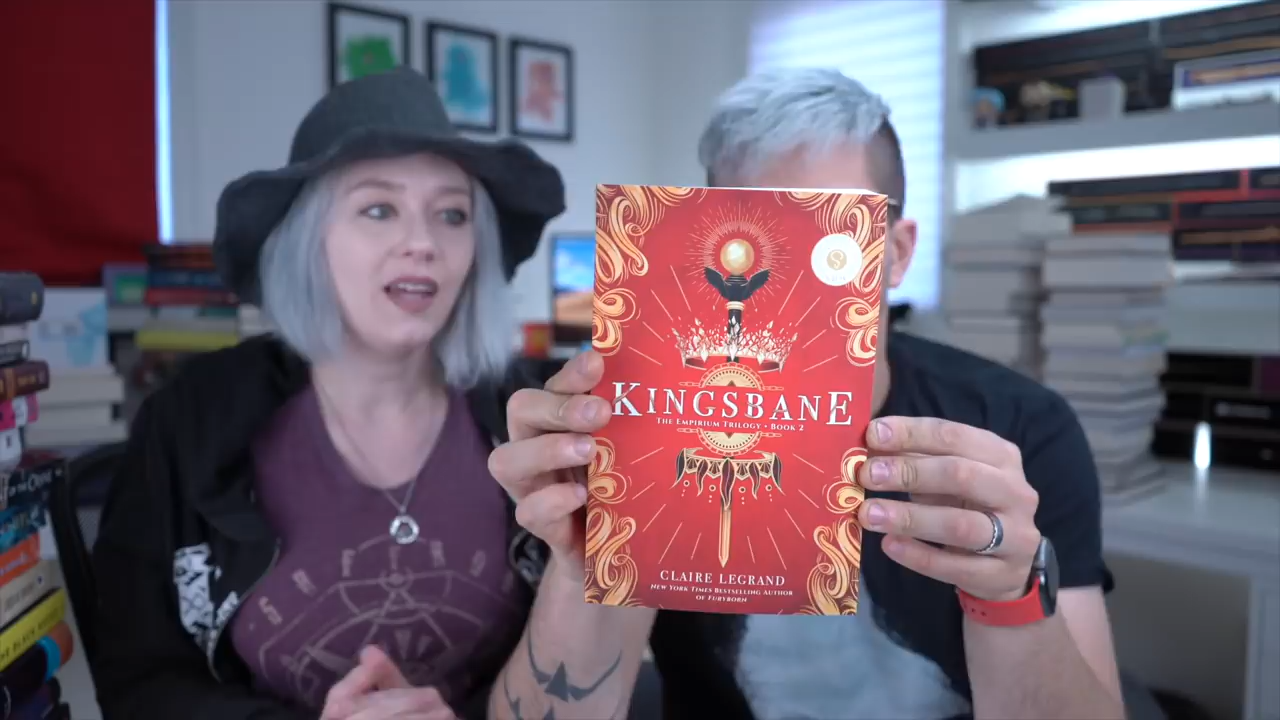 KINGSBANE
THE EMPIRIUM TRILOGY • BOOK 2
CLAIRE LEGRAND
NEW YORK TIMES BESTSELLING AUTHOR
OF FURYBORN